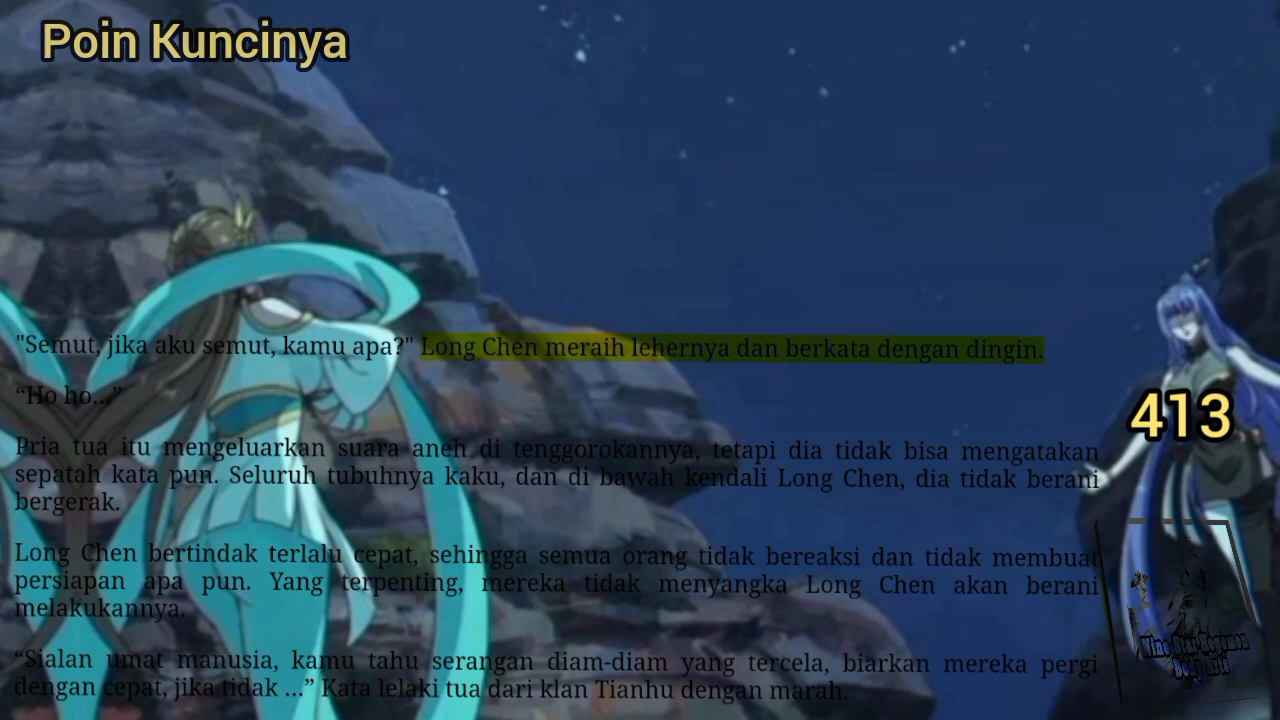 Poin Kuncinya
"Semut, jika aku semut, kamu apa?" Long Chen meraih lehernya dan berkata dengan dingin.
“Ho ho...”
413
Pria tua itu mengeluarkan suara aneh di tenggorokannya, tetapi dia tidak bisa mengatakan
sepatah kata pun. Seluruh tubuhnya kaku, dan di bawah kendali Long Chen, dia tidak berani
bergerak.
Long Chen bertindak terlalu cepat, sehingga semua orang tidak bereaksi dan tidak membuat
persiapan apa pun. Yang terpenting, mereka tidak menyangka Long Chen akan berani
melakukannya.
“Sialan umat manusia, kamu tahu serangan diam-diam yang tercela, biarkan mereka pergi
dengan cepat, jika tidak ...” Kata lelaki tua dari klan Tianhu dengan marah.